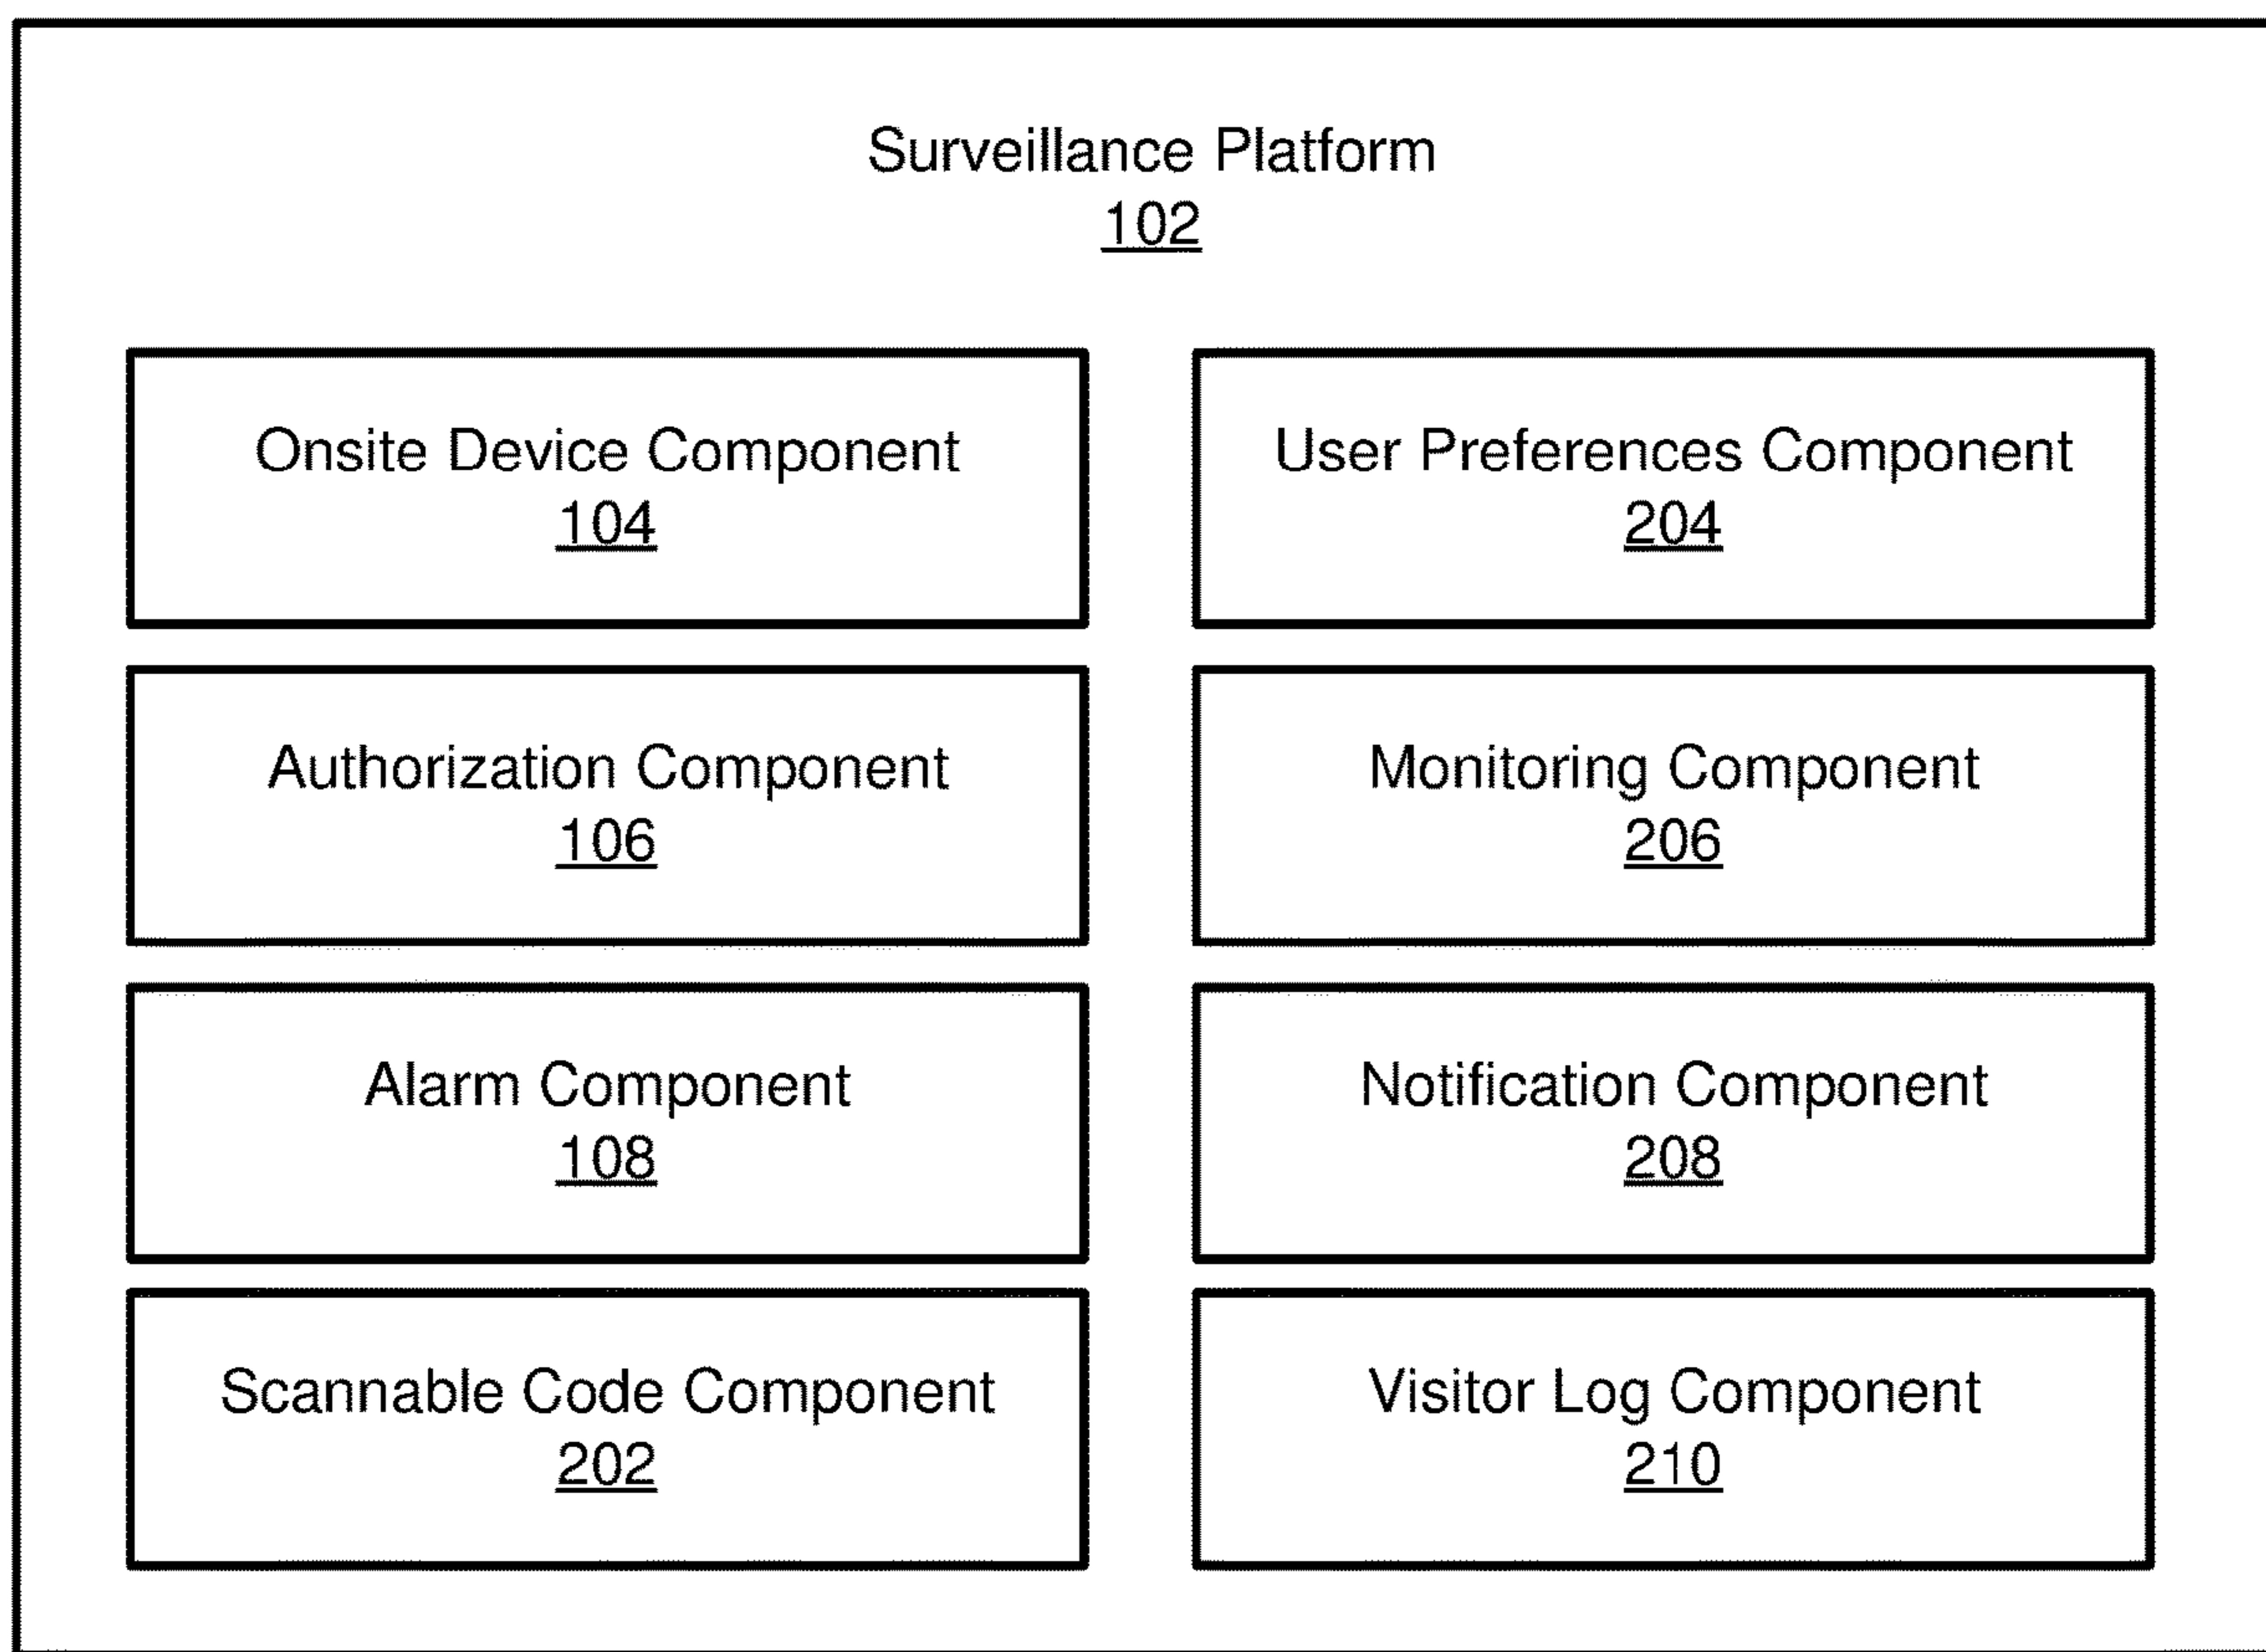 Surveillance Platform
102
Onsite Device Component
104
User Preferences Component
204
Authorization Component
106
Monitoring Component
206
Alarm Component
108
Notification Component
208
Scannable Code Component
202
Visitor Log Component
210